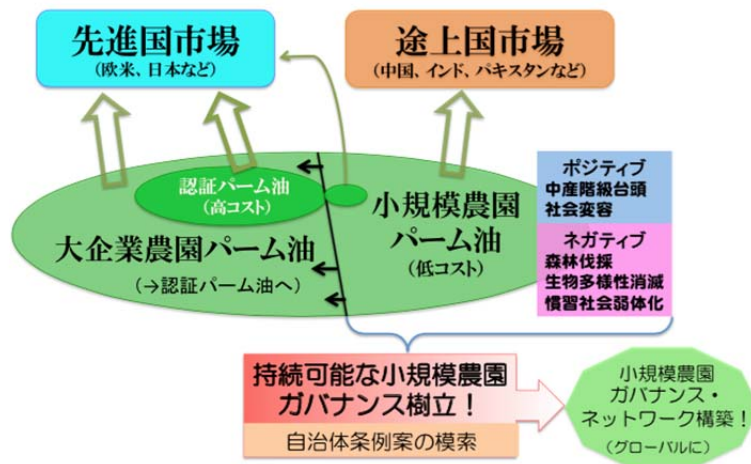 先進国市場
(欧米、日本など)
途上国市場
(中国、インド、パキスタンなど)
認証パーム油
(高コスト)
大企業農園パーム油
(→認証パーム油へ)
小規模農園
パーム油
(低コスト)
ポジティブ
中産階級台頭
社会変容
ネガティブ
森林伐採
生物多様性消滅
慣習社会弱体化
持続可能な小規模農園
ガバナンス樹立！
自治体条例案の模索
小規模農園
ガバナンス・
ネットワーク構築！
(グローバルに)